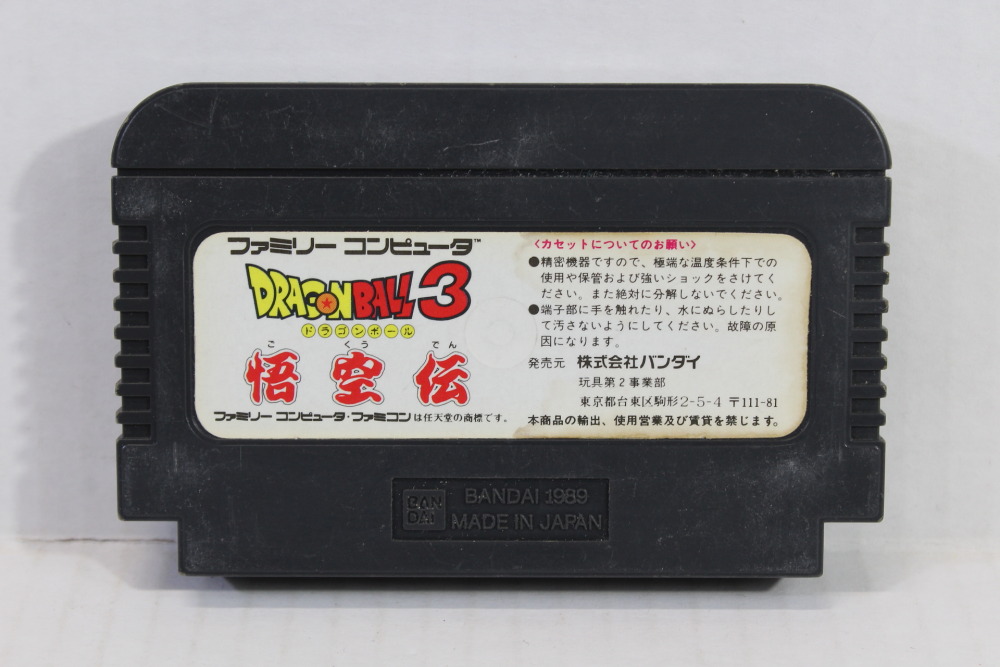 ファミリー コンピュータ™
DRAGON BALL 3
ドラゴンボール
ご くう でん
悟空伝
ファミリー コンピュータ・ファミコンは任天堂の商標です。
〈カセットについてのお願い〉
●精密機器ですので、極端な温度条件下での
使用や保管および強いショックをさけてく
ださい。また絶対に分解しないでください。
●端子部に手を触れたり、水にぬらしたりし
て汚さないようにしてください。故障の原
因になります。
発売元 株式会社バンダイ
玩具第2事業部
東京都台東区駒形2-5-4 〒111-81
本商品の輸出、使用営業及び賃貸を禁じます。
BAN
DAI
BANDAI 1989
MADE IN JAPAN